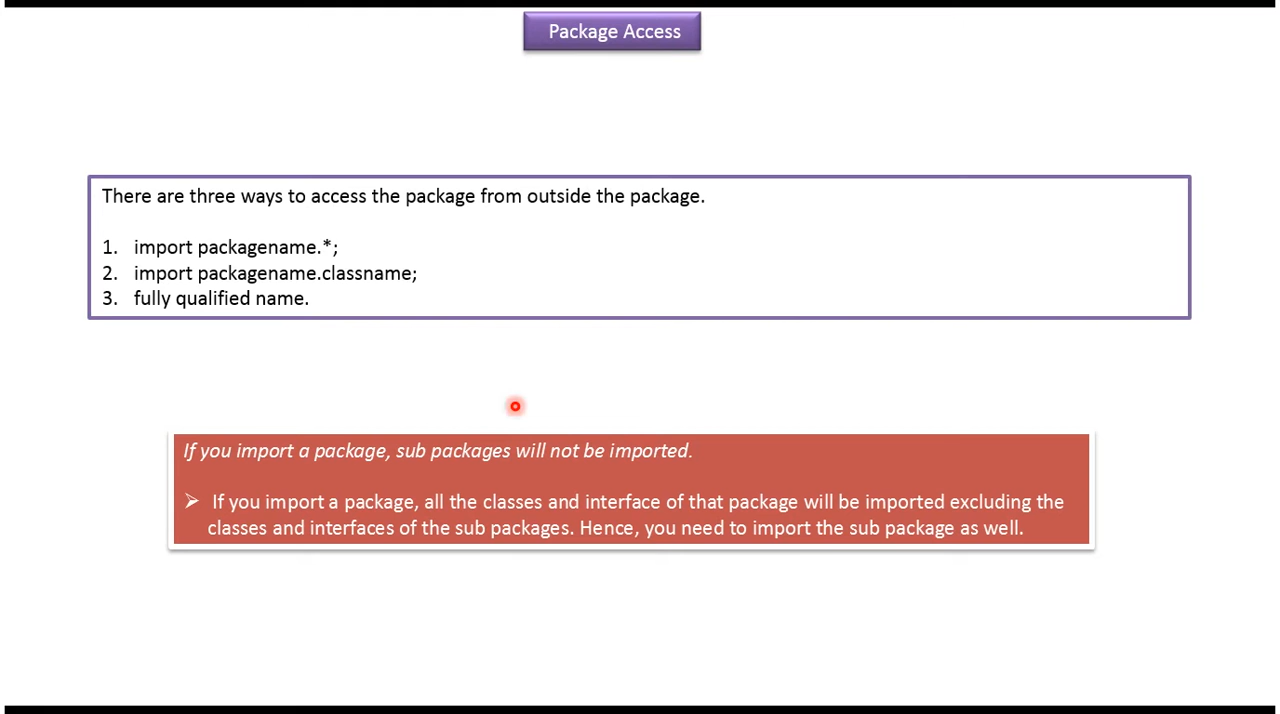 Package Access
There are three ways to access the package from outside the package.
1. import packagename.*;
2. import packagename.classname;
3. fully qualified name.
If you import a package, sub packages will not be imported.
➢ If you import a package, all the classes and interface of that package will be imported excluding the
classes and interfaces of the sub packages. Hence, you need to import the sub package as well.